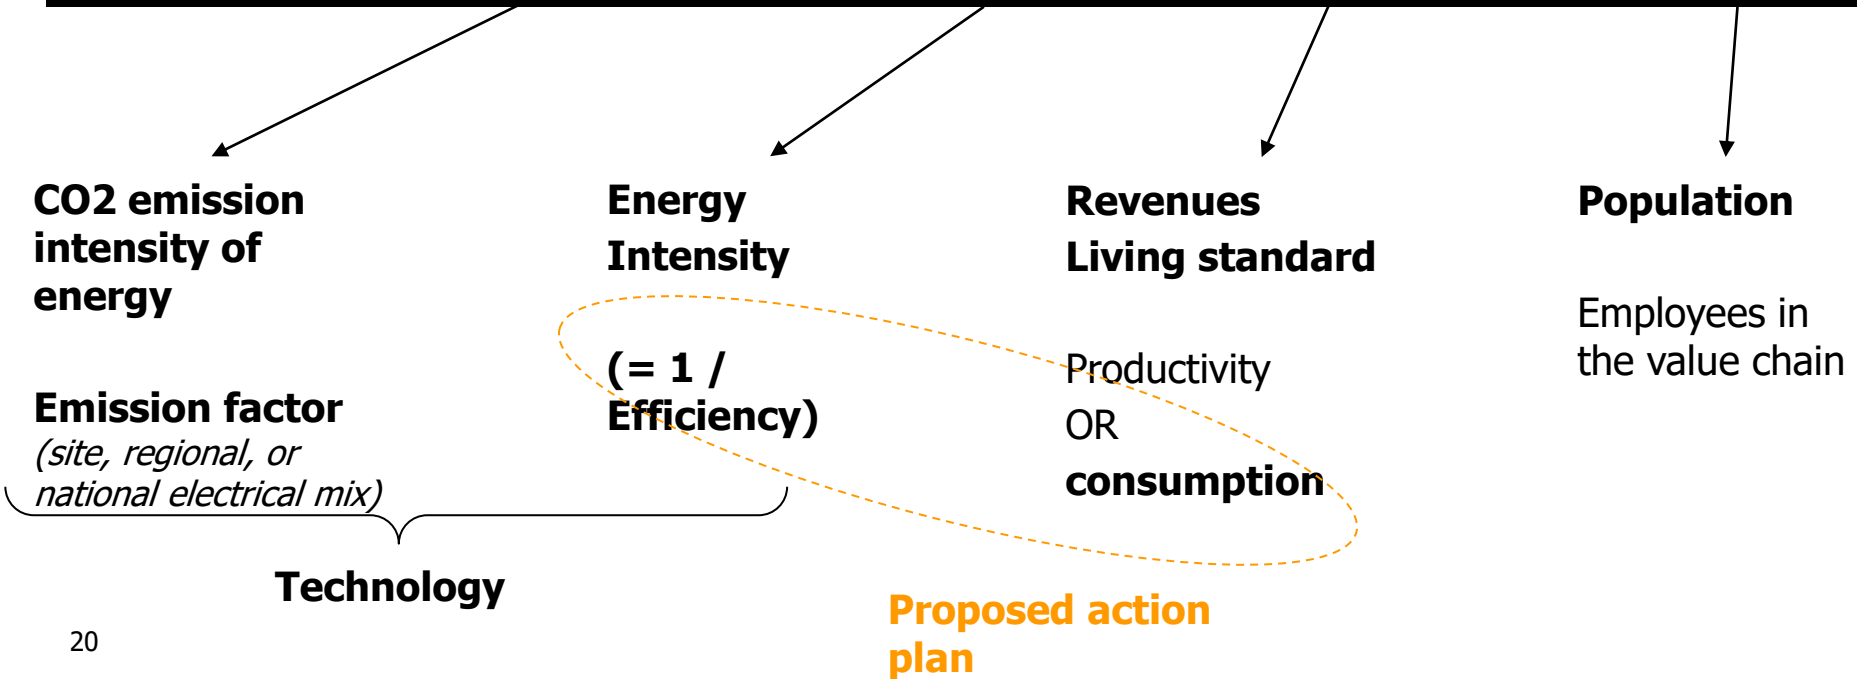 CO2 emission
intensity of
energy
Emission factor
(site, regional, or
national electrical mix)
Energy
Intensity
(= 1 /
Efficiency)
Revenues
Living standard
Productivity
OR
consumption
Population
Employees in
the value chain
Technology
Proposed action
plan
20